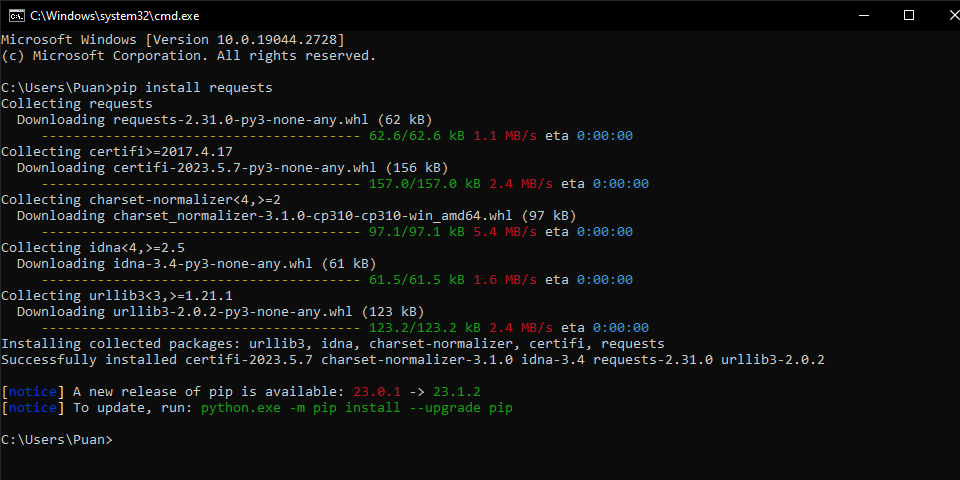 C:\Windows\system32\cmd.exe
Microsoft Windows [Version 10.0.19044.2728]
(c) Microsoft Corporation. All rights reserved.
C:\Users\Puan>pip install requests
Collecting requests
  Downloading requests-2.31.0-py3-none-any.whl (62 kB)
     ---------------------------------------- 62.6/62.6 kB 1.1 MB/s eta 0:00:00
Collecting certifi>=2017.4.17
  Downloading certifi-2023.5.7-py3-none-any.whl (156 kB)
     ---------------------------------------- 157.0/157.0 kB 2.4 MB/s eta 0:00:00
Collecting charset-normalizer<4,>=2
  Downloading charset_normalizer-3.1.0-cp310-cp310-win_amd64.whl (97 kB)
     ---------------------------------------- 97.1/97.1 kB 5.4 MB/s eta 0:00:00
Collecting idna<4,>=2.5
  Downloading idna-3.4-py3-none-any.whl (61 kB)
     ---------------------------------------- 61.5/61.5 kB 1.6 MB/s eta 0:00:00
Collecting urllib3<3,>=1.21.1
  Downloading urllib3-2.0.2-py3-none-any.whl (123 kB)
     ---------------------------------------- 123.2/123.2 kB 2.4 MB/s eta 0:00:00
Installing collected packages: urllib3, idna, charset-normalizer, certifi, requests
Successfully installed certifi-2023.5.7 charset-normalizer-3.1.0 idna-3.4 requests-2.31.0 urllib3-2.0.2
[notice] A new release of pip is available: 23.0.1 -> 23.1.2
[notice] To update, run: python.exe -m pip install --upgrade pip
C:\Users\Puan>